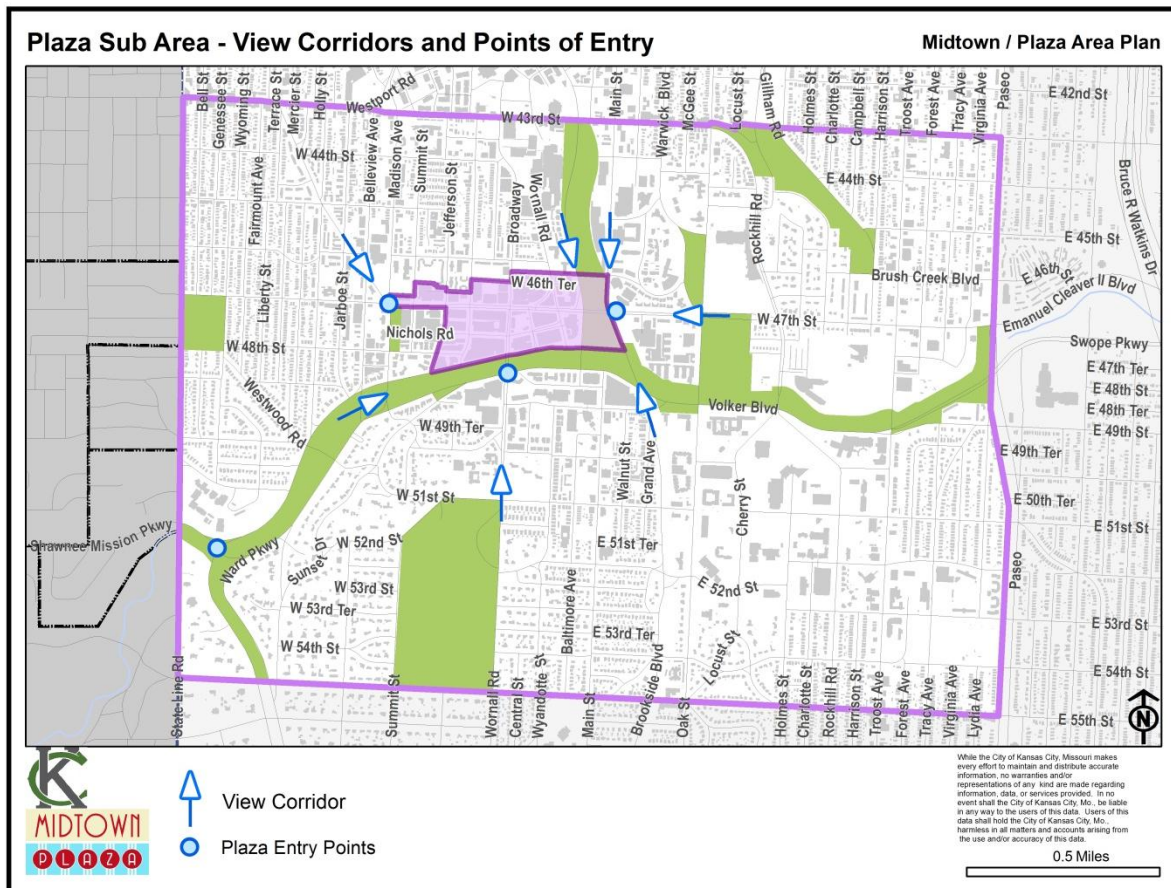 Plaza Sub Area - View Corridors and Points of Entry
Midtown / Plaza Area Plan
Bell St
Genessee St
Wyoming St
Terrace St
Mercier St
Holly St
Westport Rd
Main St
Warwick Blvd
McGee St
Locust St
Gillham Rd
Holmes St
Charlotte St
Campbell St
Harrison St
Troost Ave
Forest Ave
Tracy Ave
Virginia Ave
Paseo
E 42nd St
W 43rd St
W 44th St
Fairmount Ave
Belleview Ave
Madison Ave
Summit St
Jefferson St
Broadway
Wornall Rd
E 44th St
Rockhill Rd
Bruce R Watkins Dr
E 45th St
E 46th St
Brush Creek Blvd
Emanuel Cleaver II Blvd
Liberty St
Jarboe St
W 46th Ter
Nichols Rd
W 47th St
W 48th St
Swope Pkwy
E 47th Ter
E 48th St
E 48th Ter
E 49th St
Westwood Rd
W 49th Ter
Volker Blvd
Walnut St
Grand Ave
E 49th Ter
Cherry St
W 51st St
E 50th Ter
Shawnee Mission Pkwy
Ward Pkwy
Sunset Dr
W 52nd St
E 51st Ter
E 51st St
W 53rd St
E 52nd St
Paseo
W 53rd Ter
Baltimore Ave
E 53rd Ter
E 53rd St
W 54th St
Locust St
E 54th St
State Line Rd
Summit St
Wornall Rd
Central St
Wyandotte St
Main St
Brookside Blvd
Oak St
Holmes St
Charlotte St
Rockhill Rd
Harrison St
Troost Ave
Forest Ave
Tracy Ave
Virginia Ave
Lydia Ave
E 55th St
N
KC
MIDTOWN
PLAZA
View Corridor
Plaza Entry Points
While the City of Kansas City, Missouri makes
every effort to maintain and distribute accurate
information, no warranties and/or
representations of any kind are made regarding
information, data, or services provided. In no
event shall the City of Kansas City, Mo., be liable
in any way to the users of this data. Users of this
data shall hold the City of Kansas City, Mo.,
harmless in all matters and accounts arising from
the use and/or accuracy of this data.
0.5 Miles